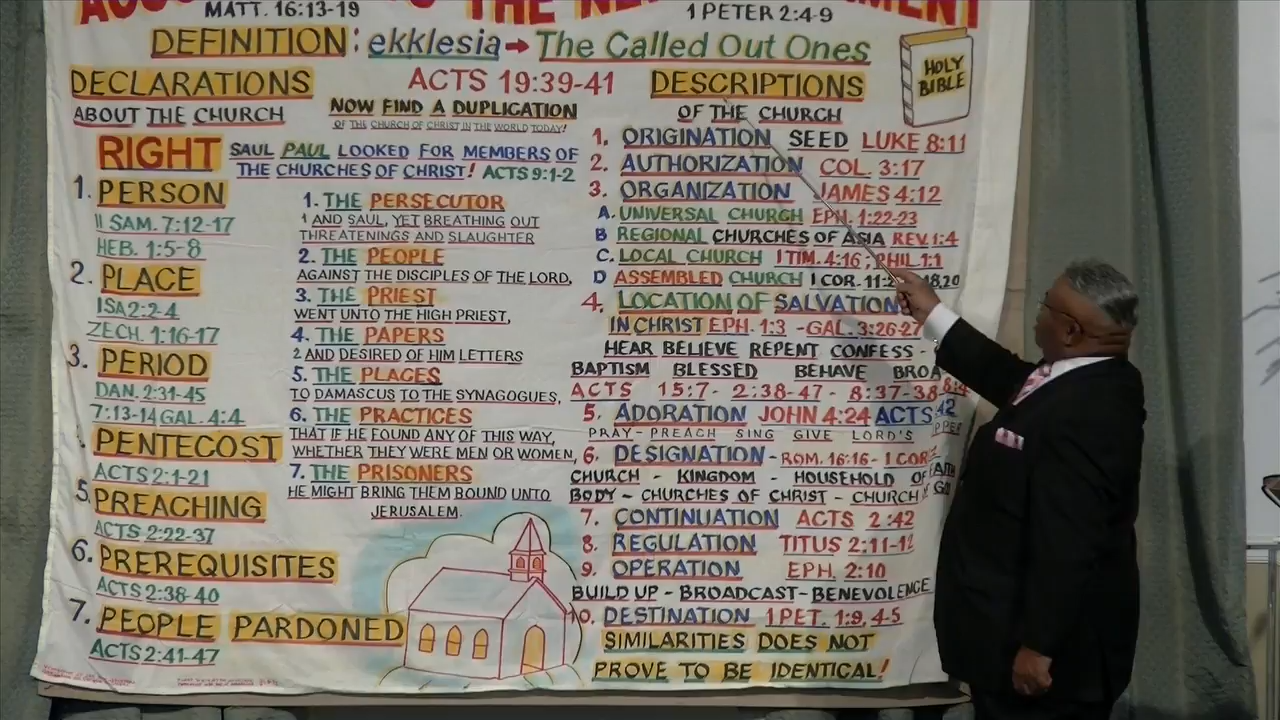 MATT. 16:13-19
1 PETER 2:4-9
DEFINITION: ekklesia → The Called Out Ones
HOLY BIBLE
DECLARATIONS
ABOUT THE CHURCH
ACTS 19:39-41
NOW FIND A DUPLICATION
OF THE CHURCH OF CHRIST IN THE WORLD TODAY!
RIGHT
SAUL PAUL LOOKED FOR MEMBERS OF
THE CHURCHES OF CHRIST! ACTS 9:1-2
1. PERSON
II SAM. 7:12-17
HEB. 1:5-8
2. PLACE
ISA 2:2-4
ZECH. 1:16-17
3. PERIOD
DAN. 2:31-45
7:13-14 GAL. 4:4
PENTECOST
ACTS 2:1-21
5. PREACHING
ACTS 2:22-37
6. PREREQUISITES
ACTS 2:38-40
7. PEOPLE PARDONED
ACTS 2:41-47
1. THE PERSECUTOR
1 AND SAUL, YET BREATHING OUT
THREATENINGS AND SLAUGHTER
2. THE PEOPLE
AGAINST THE DISCIPLES OF THE LORD,
3. THE PRIEST
WENT UNTO THE HIGH PRIEST,
4. THE PAPERS
2 AND DESIRED OF HIM LETTERS
5. THE PLACES
TO DAMASCUS TO THE SYNAGOGUES,
6. THE PRACTICES
THAT IF HE FOUND ANY OF THIS WAY,
WHETHER THEY WERE MEN OR WOMEN,
7. THE PRISONERS
HE MIGHT BRING THEM BOUND UNTO
JERUSALEM.
DESCRIPTIONS
OF THE CHURCH
1. ORIGINATION SEED LUKE 8:11
2. AUTHORIZATION COL. 3:17
3. ORGANIZATION JAMES 4:12
A. UNIVERSAL CHURCH EPH. 1:22-23
B REGIONAL CHURCHES OF ASIA REV. 1:4
C. LOCAL CHURCH I TIM. 4:16; PHIL 1:1
D ASSEMBLED CHURCH I COR. 18,20
4. LOCATION OF SALVATION
IN CHRIST EPH. 1:3 - GAL. 3:26-27
HEAR BELIEVE REPENT CONFESS -
BAPTISM BLESSED BEHAVE
ACTS 15:7 - 2:38-47 - 8:37-38
5. ADORATION JOHN 4:24 ACTS
PRAY - PREACH SING GIVE LORD'S
6. DESIGNATION - ROM. 16:16 - 1 COR
CHURCH - KINGDOM - HOUSEHOLD OF
BODY - CHURCHES OF CHRIST - CHURCH
7. CONTINUATION ACTS 2:42
8. REGULATION TITUS 2:11-12
9. OPERATION EPH. 2:10
BUILD UP - BROADCAST - BENEVOLENCE
10. DESTINATION 1 PET. 1:9, 4-5
SIMILARITIES DOES NOT
PROVE TO BE IDENTICAL!